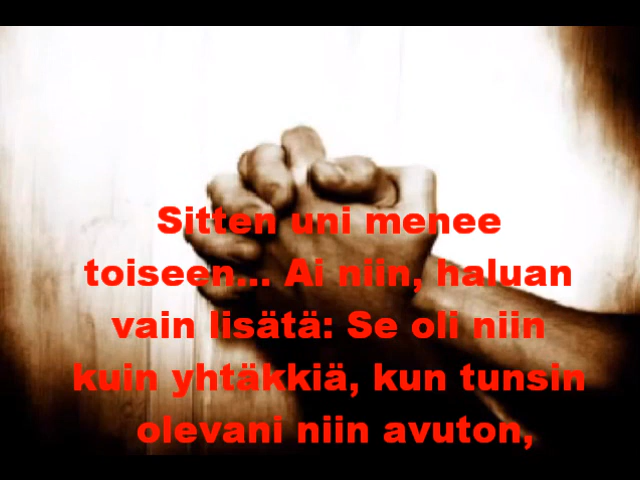 Sitten uni menee
toiseen... Ai niin, haluan
vain lisätä: Se oli niin
kuin yhtäkkiä, kun tunsin
olevani niin avuton,